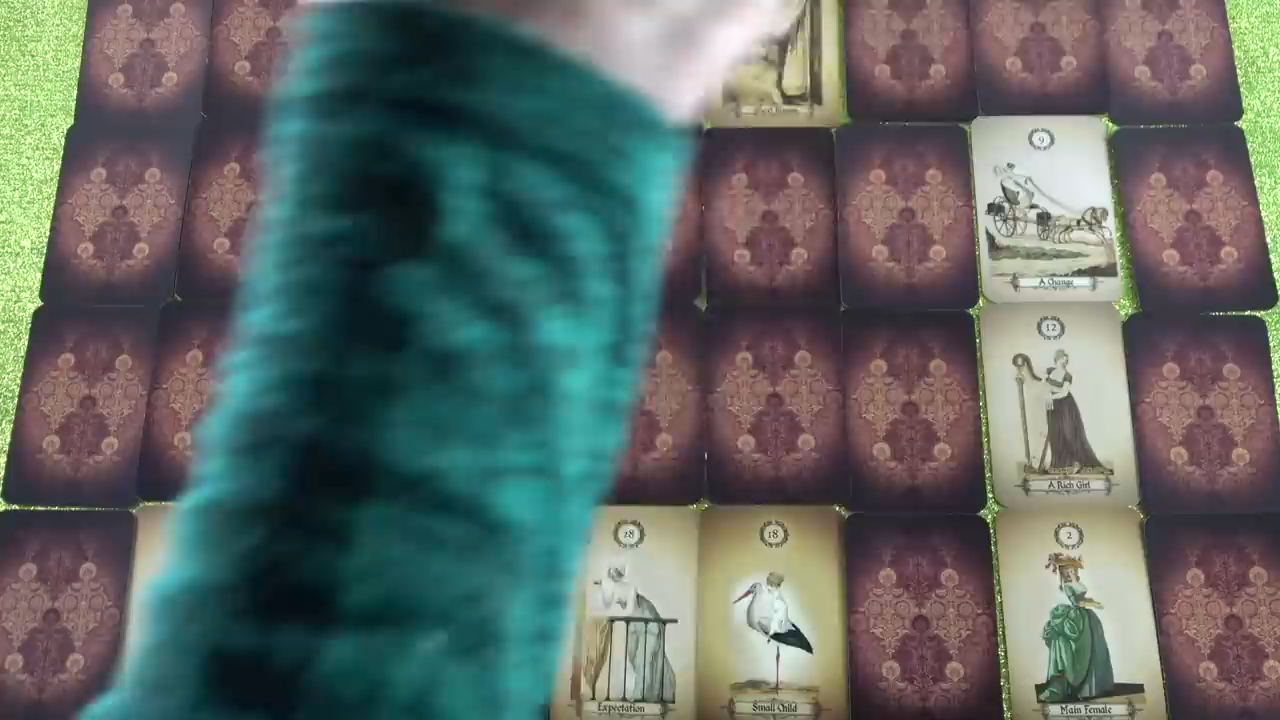 9
A Change
12
A Rich Girl
28
Expectation
18
Small Child
2
Main Female